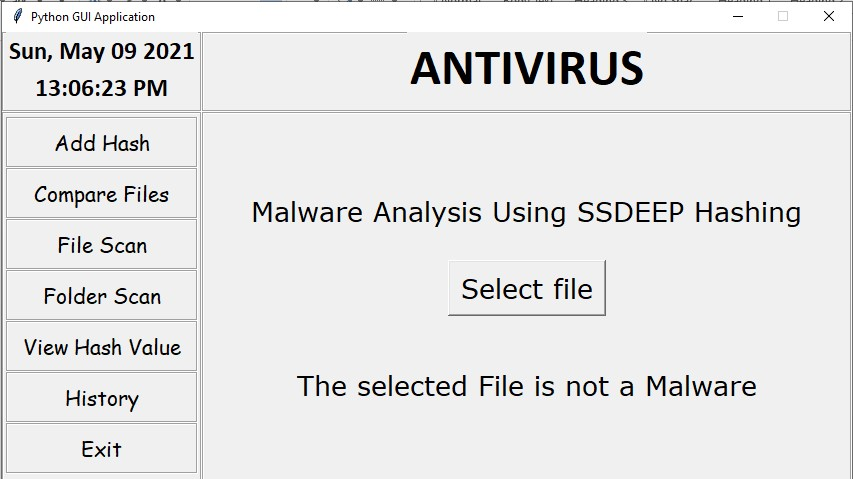 Python GUI Application
Sun, May 09 2021
13:06:23 PM
ANTIVIRUS
Add Hash
Compare Files
File Scan
Folder Scan
View Hash Value
History
Exit
Malware Analysis Using SSDEEP Hashing
Select file
The selected File is not a Malware